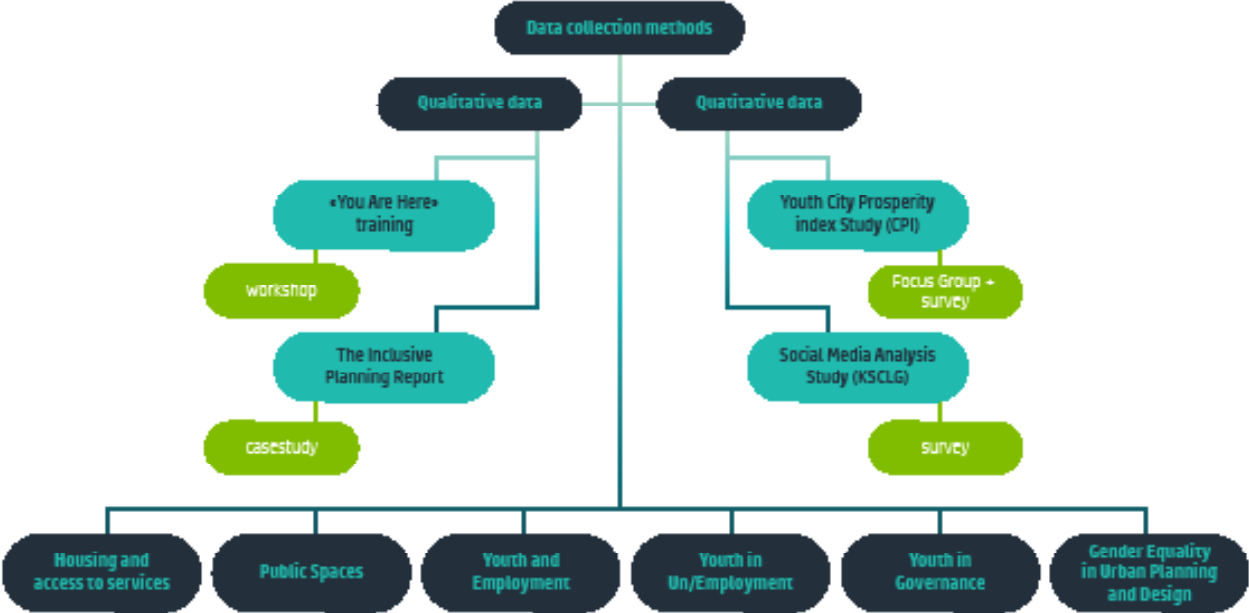 Data collection methods
Qualitative data
Quatitative data
«You Are Here»
training
Youth City Prosperity
index Study (CPI)
workshop
Focus Group +
survey
The Inclusive
Planning Report
Social Media Analysis
Study (KSCLG)
casestudy
survey
Housing and
access to services
Public Spaces
Youth and
Employment
Youth in
Un/Employment
Youth in
Governance
Gender Equality
in Urban Planning
and Design